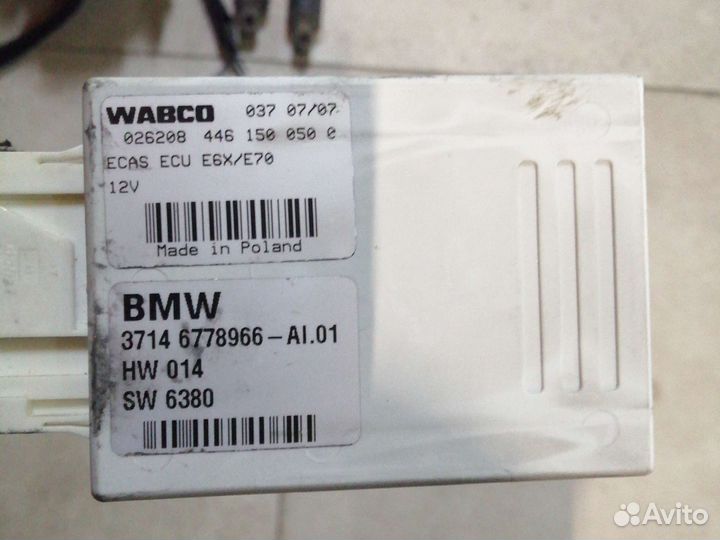 WABCO 037 07/07
026208 446 150 050 0
ECAS ECU E6X/E70
12V
Made in Poland
BMW
3714 6778966-AI.01
HW 014
SW 6380
Avito